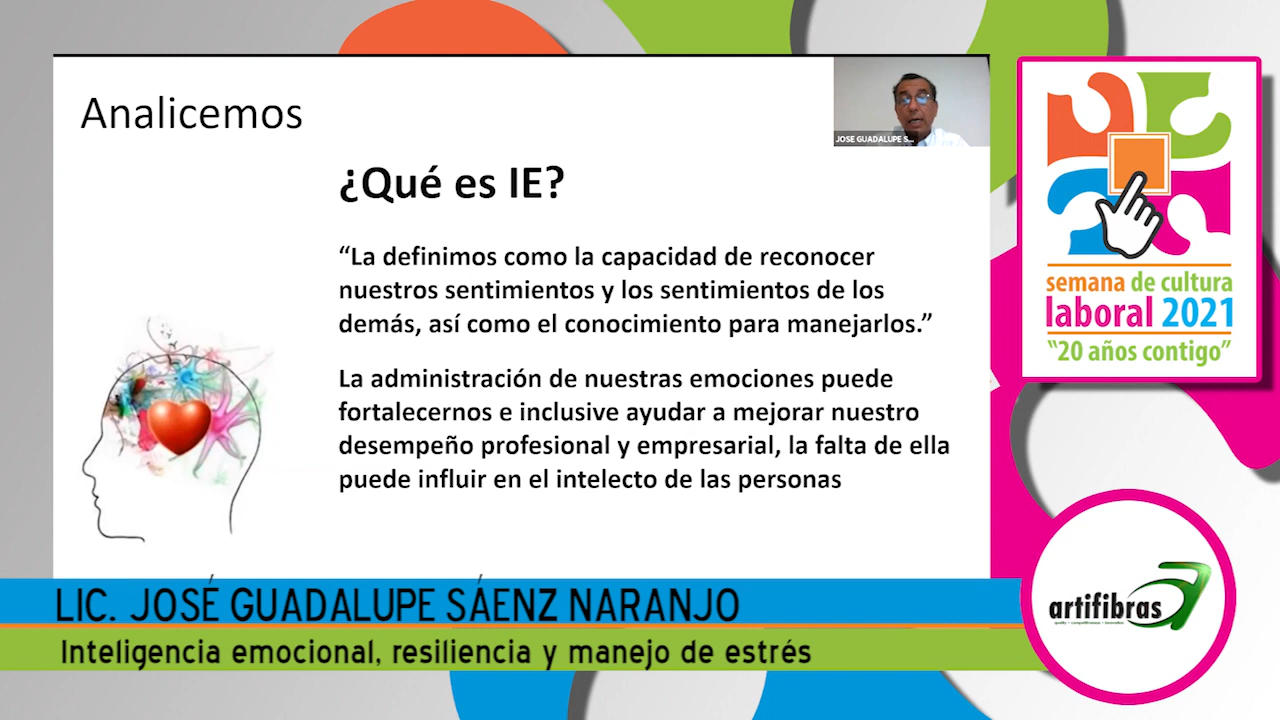 Analicemos
JOSE GUADALUPE S...
¿Qué es IE?
“La definimos como la capacidad de reconocer
nuestros sentimientos y los sentimientos de los
demás, así como el conocimiento para manejarlos.”
La administración de nuestras emociones puede
fortalecernos e inclusive ayudar a mejorar nuestro
desempeño profesional y empresarial, la falta de ella
puede influir en el intelecto de las personas
semana de cultura
laboral 2021
“20 años contigo”
artifibras
quality • competitiveness • innovation
LIC. JOSÉ GUADALUPE SÁENZ NARANJO
Inteligencia emocional, resiliencia y manejo de estrés